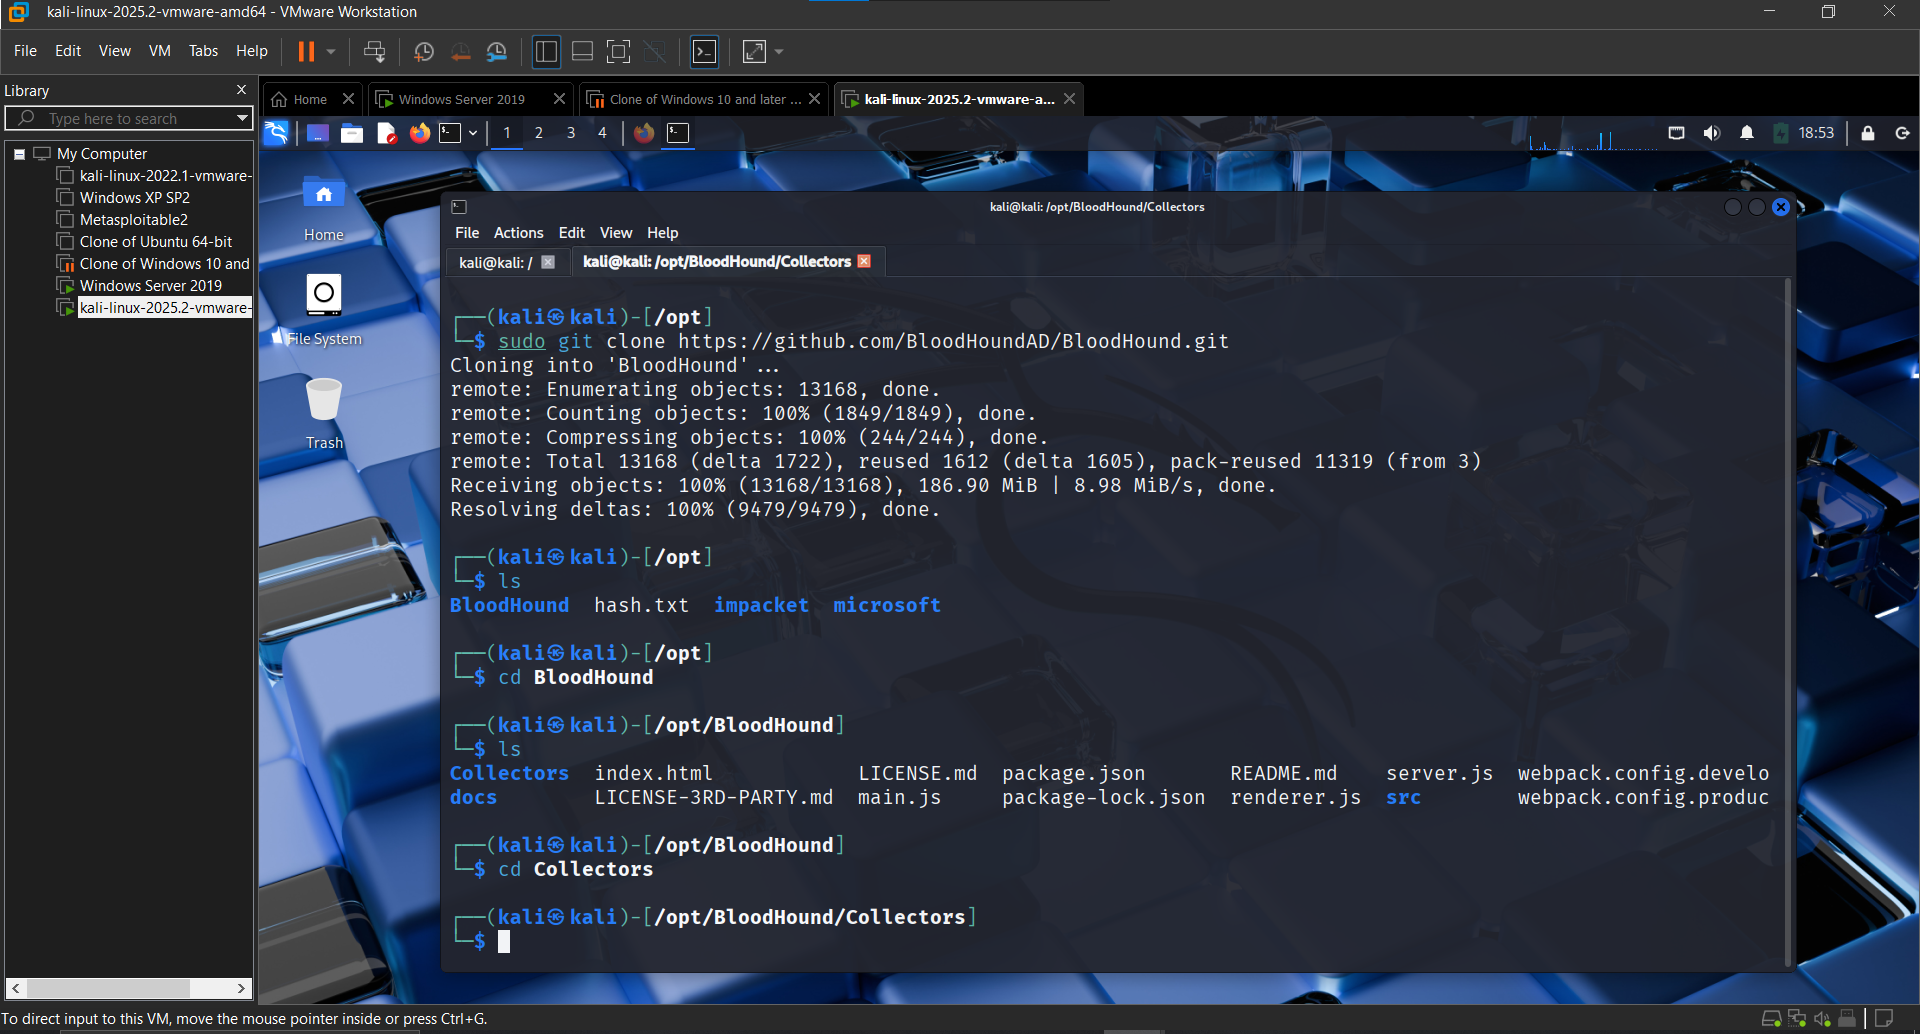 kali-linux-2025.2-vmware-amd64 - VMware Workstation
File Edit View VM Tabs Help
Library
Type here to search
My Computer
kali-linux-2022.1-vmware-
Windows XP SP2
Metasploitable2
Clone of Ubuntu 64-bit
Clone of Windows 10 and
Windows Server 2019
kali-linux-2025.2-vmware-
Home
Windows Server 2019
Clone of Windows 10 and later ...
kali-linux-2025.2-vmware-a...
1 2 3 4
18:53
Home
File System
Trash
kali@kali: /opt/BloodHound/Collectors
File Actions Edit View Help
kali@kali: /
kali@kali: /opt/BloodHound/Collectors
┌──(kali㉿kali)-[/opt]
└─$ sudo git clone https://github.com/BloodHoundAD/BloodHound.git
Cloning into 'BloodHound'...
remote: Enumerating objects: 13168, done.
remote: Counting objects: 100% (1849/1849), done.
remote: Compressing objects: 100% (244/244), done.
remote: Total 13168 (delta 1722), reused 1612 (delta 1605), pack-reused 11319 (from 3)
Receiving objects: 100% (13168/13168), 186.90 MiB | 8.98 MiB/s, done.
Resolving deltas: 100% (9479/9479), done.
┌──(kali㉿kali)-[/opt]
└─$ ls
BloodHound hash.txt impacket microsoft
┌──(kali㉿kali)-[/opt]
└─$ cd BloodHound
┌──(kali㉿kali)-[/opt/BloodHound]
└─$ ls
Collectors index.html LICENSE.md package.json README.md server.js webpack.config.develo
docs LICENSE-3RD-PARTY.md main.js package-lock.json renderer.js src webpack.config.produc
┌──(kali㉿kali)-[/opt/BloodHound]
└─$ cd Collectors
┌──(kali㉿kali)-[/opt/BloodHound/Collectors]
└─$
To direct input to this VM, move the mouse pointer inside or press Ctrl+G.